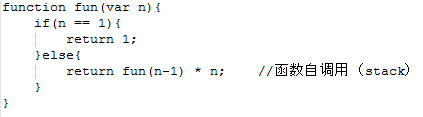 function fun(var n){
    if(n == 1){
        return 1;
    }else{
        return fun(n-1) * n;    //函数自调用（stack）
    }
}